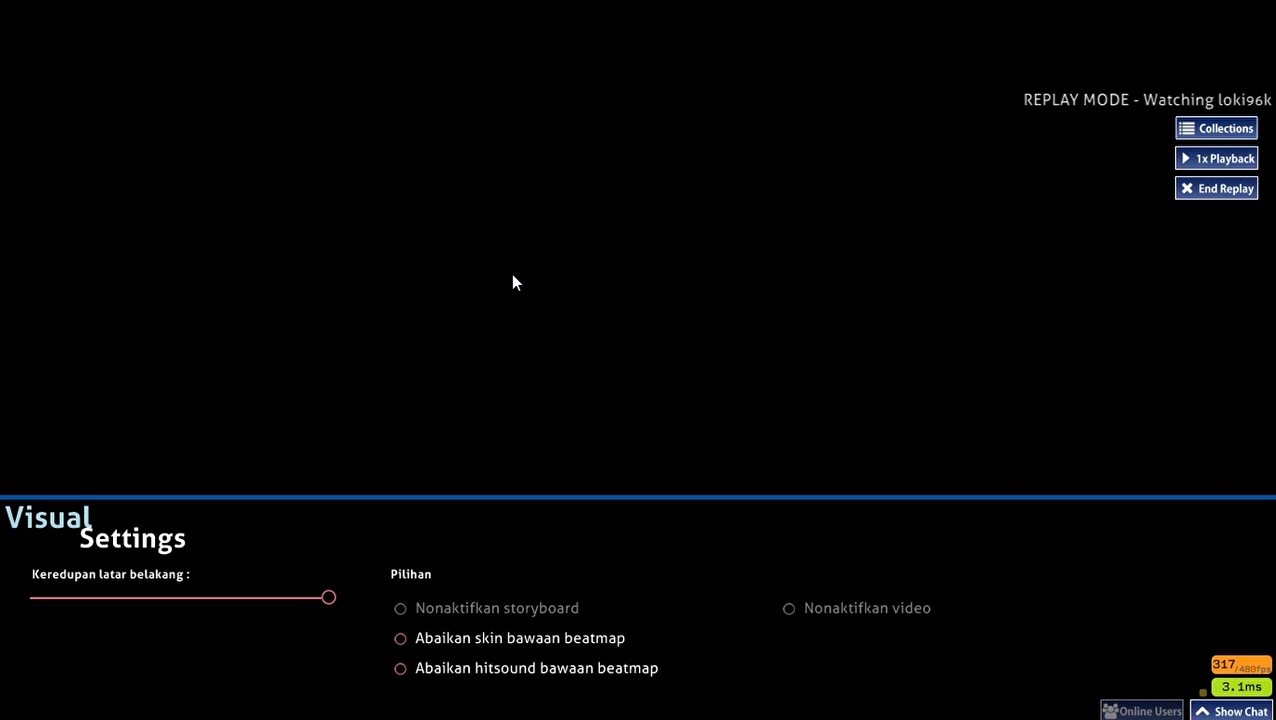 REPLAY MODE - Watching loki96k
Collections
1x Playback
End Replay
Visual
Settings
Keredupan latar belakang :
Pilihan
Nonaktifkan storyboard
Nonaktifkan video
Abaikan skin bawaan beatmap
Abaikan hitsound bawaan beatmap
317/480fps
3.1ms
Online Users
Show Chat